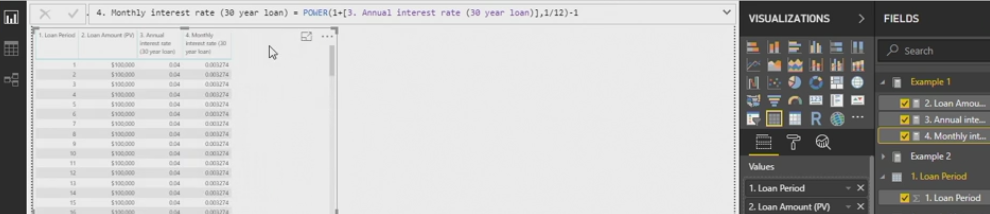 4. Monthly interest rate (30 year loan) = POWER(1+[3. Annual interest rate (30 year loan)],1/12)-1
VISUALIZATIONS
FIELDS
Search
1. Loan Period 2. Loan Amount (PV) 3. Annual interest rate (30 year loan) 4. Monthly interest rate (30 year loan)
1 $100,000 0.04 0.003274
2 $100,000 0.04 0.003274
3 $100,000 0.04 0.003274
4 $100,000 0.04 0.003274
5 $100,000 0.04 0.003274
6 $100,000 0.04 0.003274
7 $100,000 0.04 0.003274
8 $100,000 0.04 0.003274
9 $100,000 0.04 0.003274
10 $100,000 0.04 0.003274
11 $100,000 0.04 0.003274
12 $100,000 0.04 0.003274
13 $100,000 0.04 0.003274
14 $100,000 0.04 0.003274
15 $100,000 0.04 0.003274
R
Values
1. Loan Period
2. Loan Amount (PV)
Example 1
2. Loan Amou...
3. Annual inte...
4. Monthly int...
Example 2
1. Loan Period
1. Loan Period